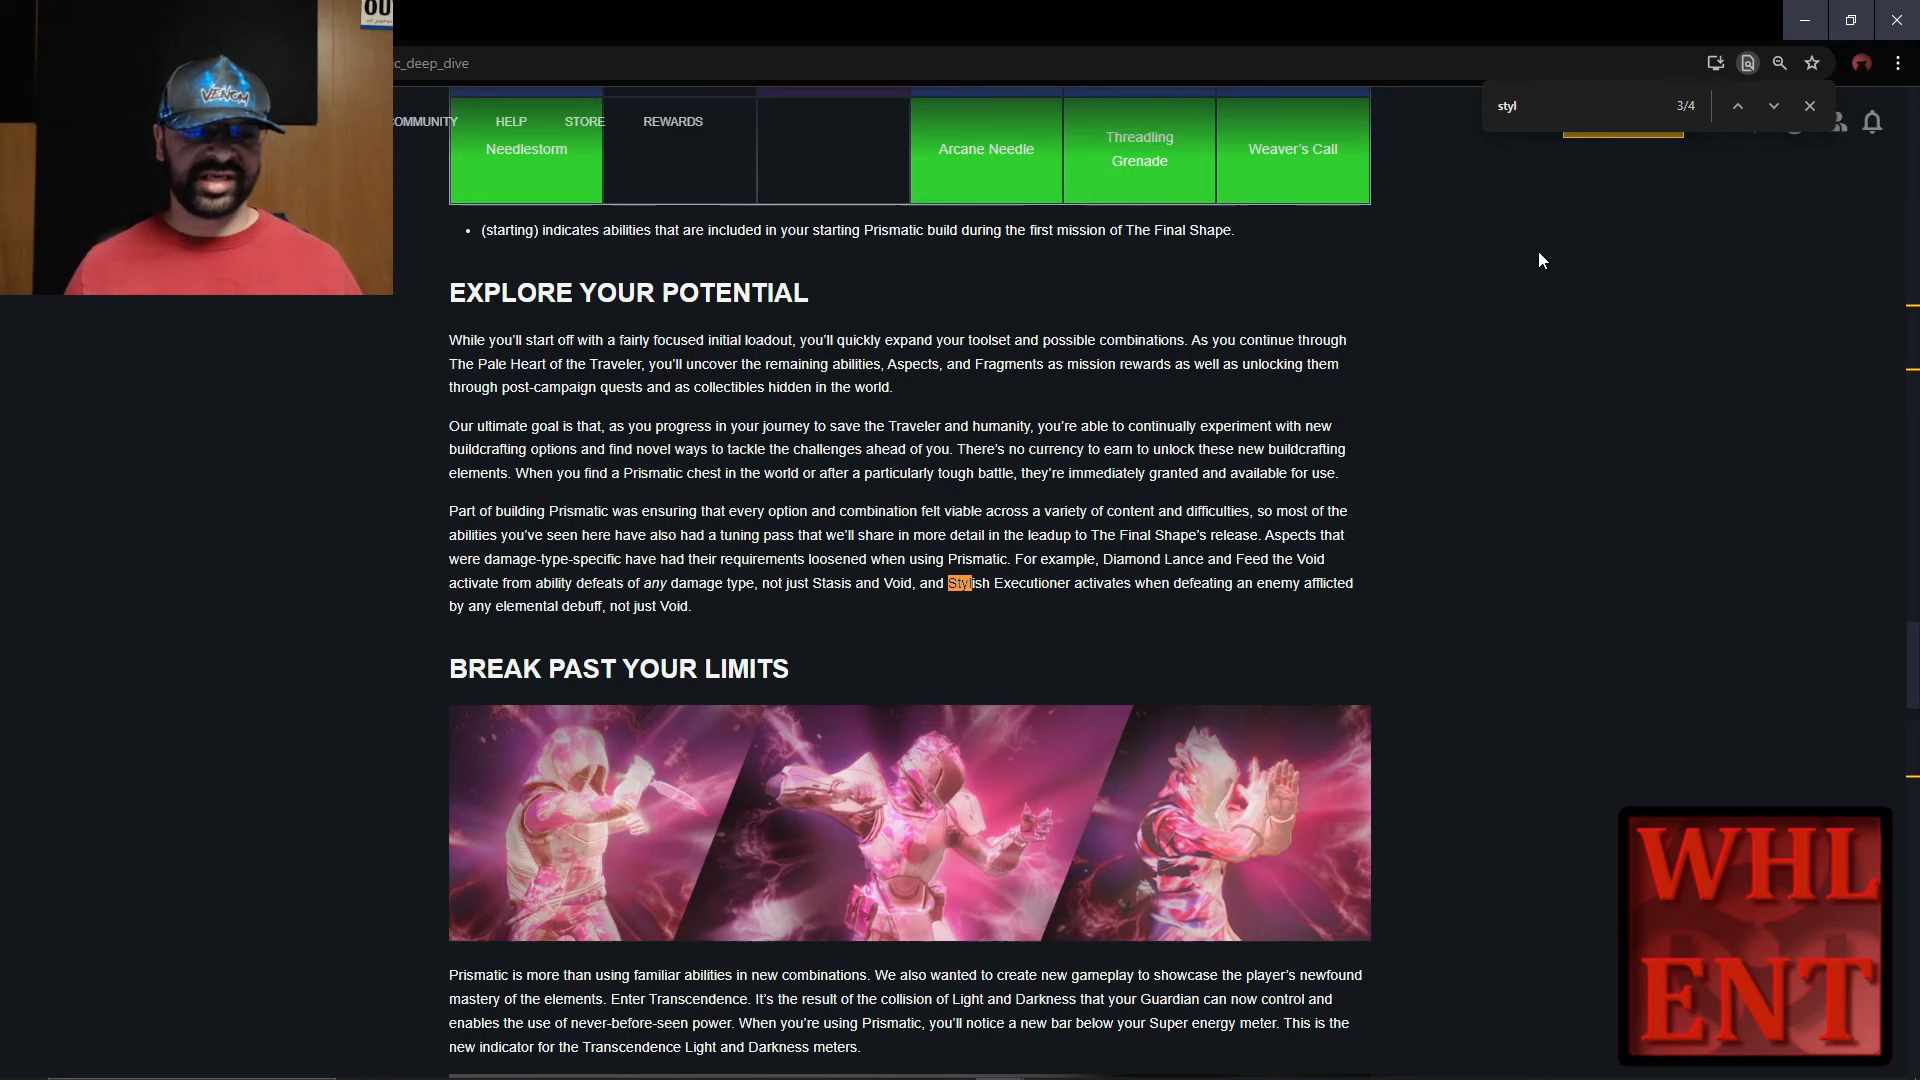 OU
VENOM
c_deep_dive
styl
3/4
OMMUNITY HELP STORE REWARDS
Needlestorm
Arcane Needle
Threadling
Grenade
Weaver’s Call
• (starting) indicates abilities that are included in your starting Prismatic build during the first mission of The Final Shape.
EXPLORE YOUR POTENTIAL
While you’ll start off with a fairly focused initial loadout, you’ll quickly expand your toolset and possible combinations. As you continue through
The Pale Heart of the Traveler, you’ll uncover the remaining abilities, Aspects, and Fragments as mission rewards as well as unlocking them
through post-campaign quests and as collectibles hidden in the world.
Our ultimate goal is that, as you progress in your journey to save the Traveler and humanity, you’re able to continually experiment with new
buildcrafting options and find novel ways to tackle the challenges ahead of you. There’s no currency to earn to unlock these new buildcrafting
elements. When you find a Prismatic chest in the world or after a particularly tough battle, they’re immediately granted and available for use.
Part of building Prismatic was ensuring that every option and combination felt viable across a variety of content and difficulties, so most of the
abilities you’ve seen here have also had a tuning pass that we’ll share in more detail in the leadup to The Final Shape’s release. Aspects that
were damage-type-specific have had their requirements loosened when using Prismatic. For example, Diamond Lance and Feed the Void
activate from ability defeats of any damage type, not just Stasis and Void, and Stylish Executioner activates when defeating an enemy afflicted
by any elemental debuff, not just Void.
BREAK PAST YOUR LIMITS
Prismatic is more than using familiar abilities in new combinations. We also wanted to create new gameplay to showcase the player’s newfound
mastery of the elements. Enter Transcendence. It’s the result of the collision of Light and Darkness that your Guardian can now control and
enables the use of never-before-seen power. When you’re using Prismatic, you’ll notice a new bar below your Super energy meter. This is the
new indicator for the Transcendence Light and Darkness meters.
WHL
ENT